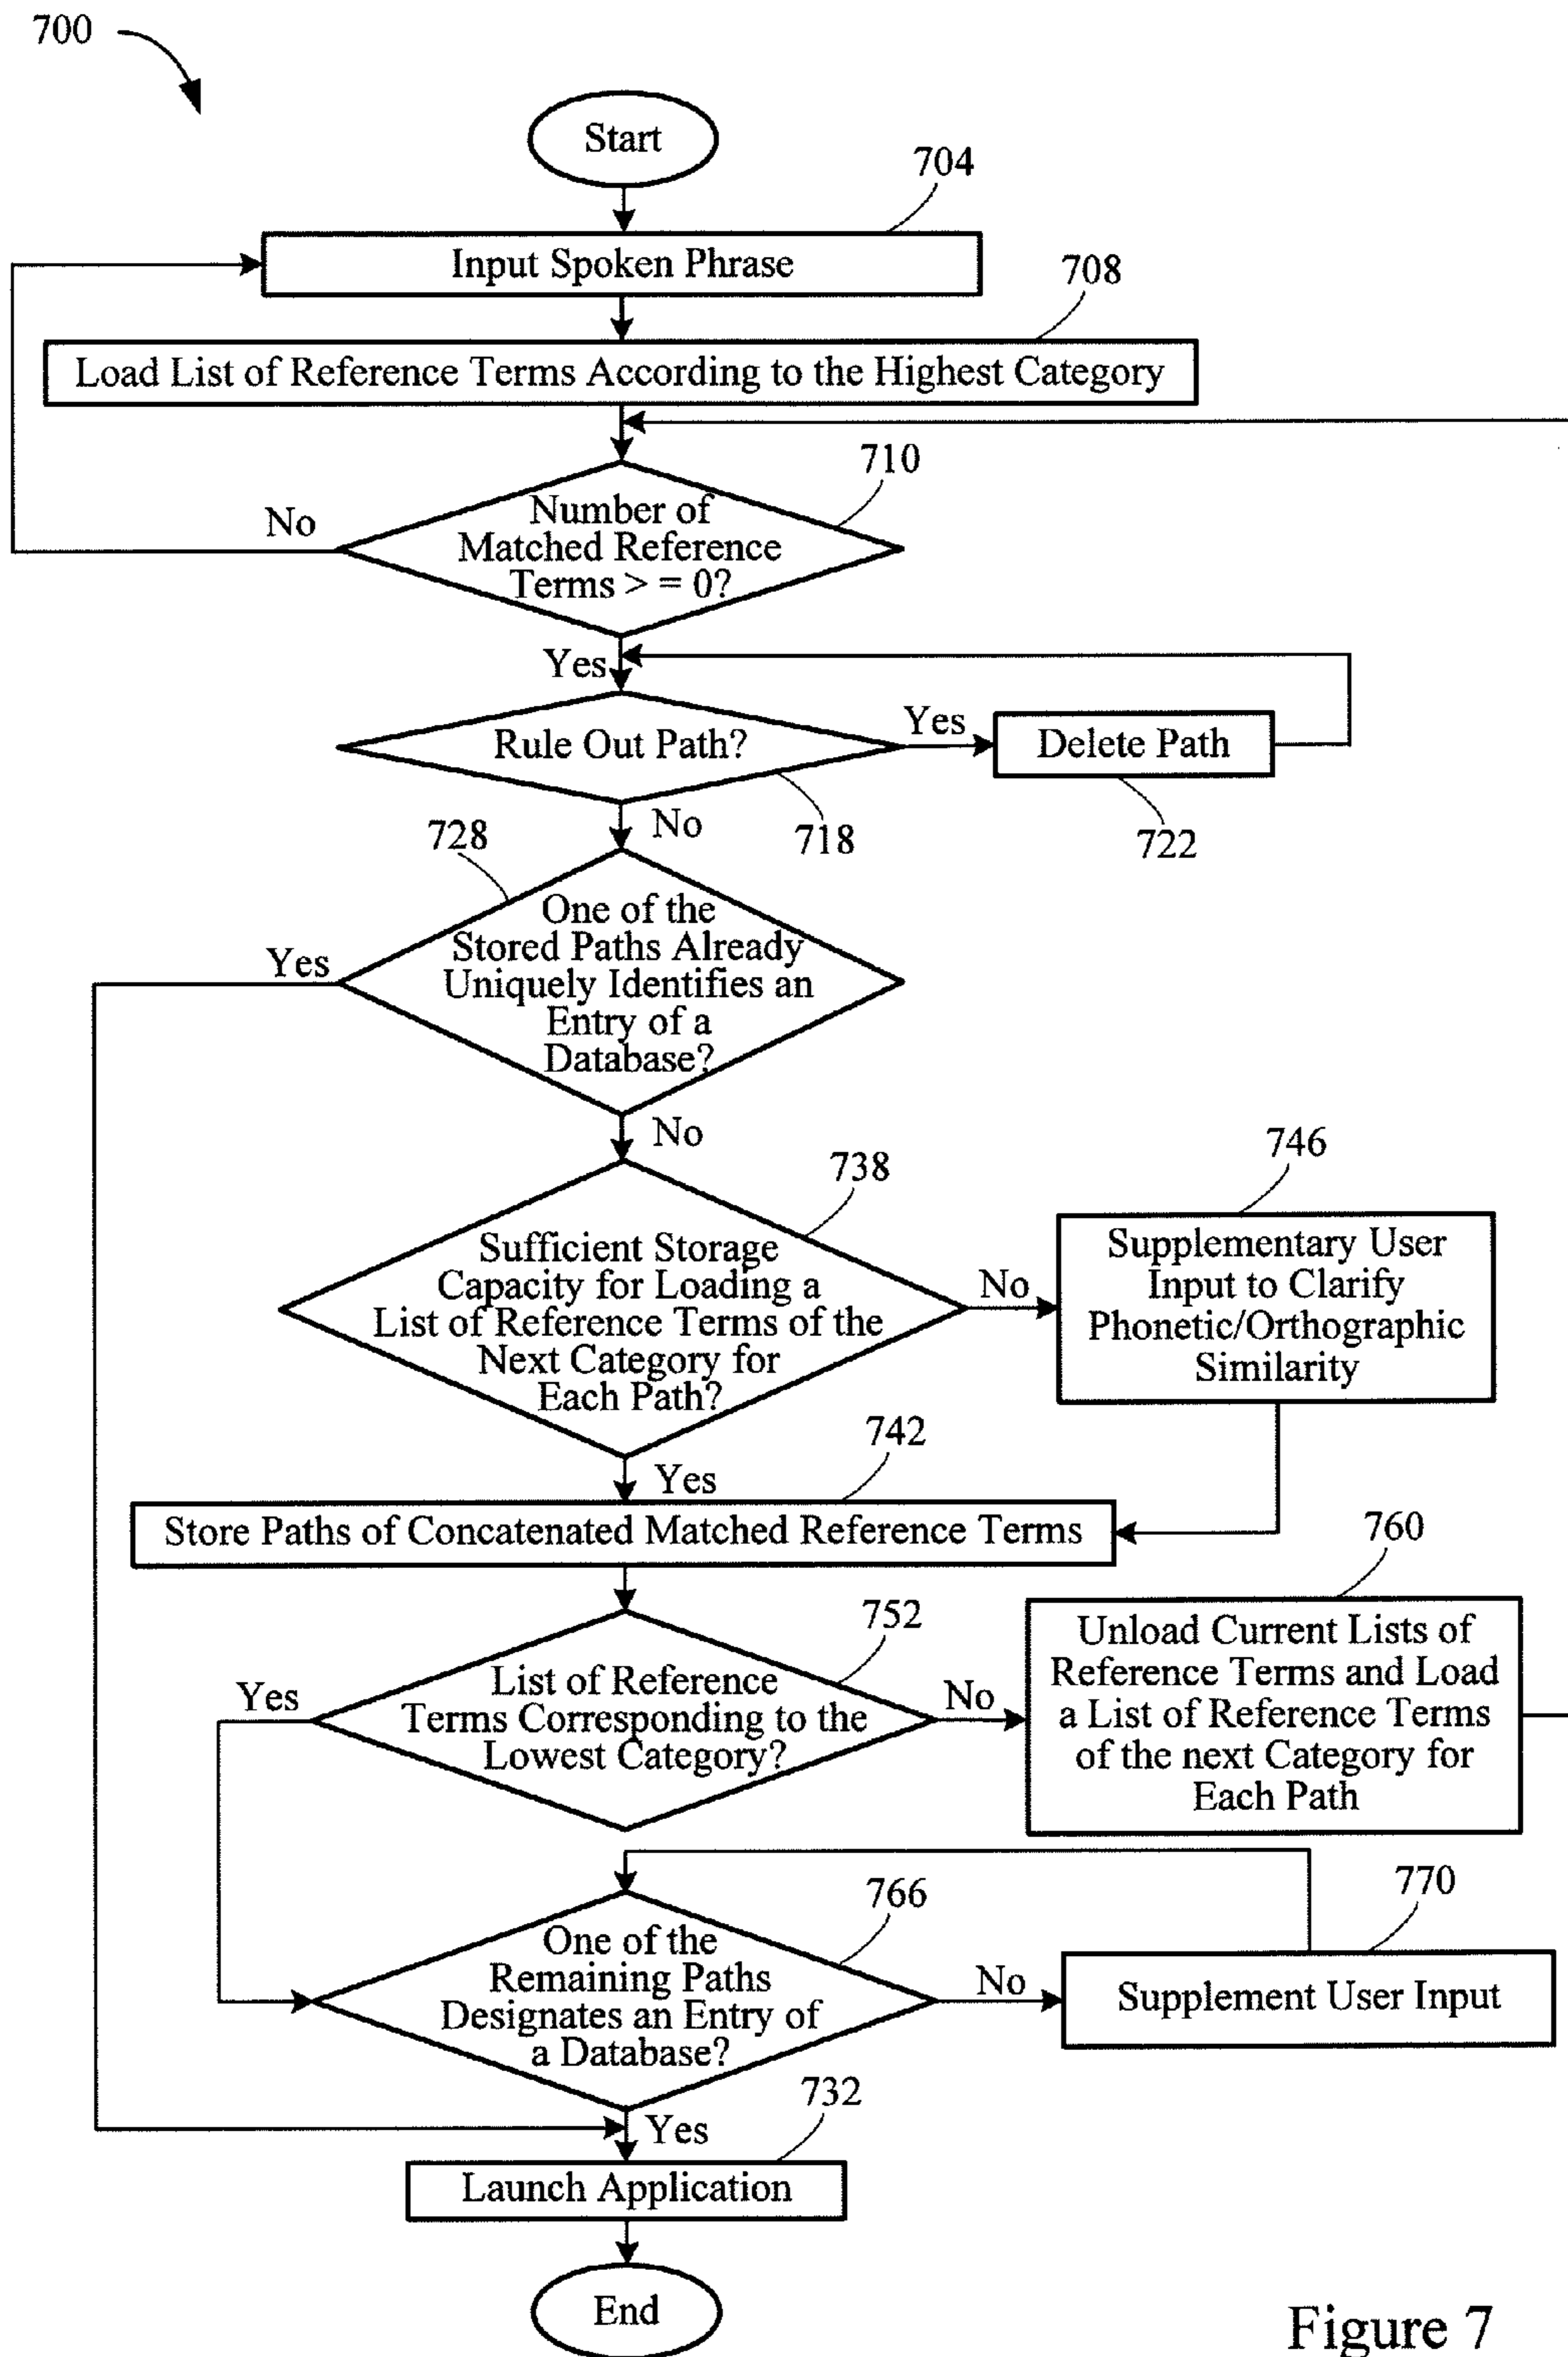 700
Start
704
Input Spoken Phrase
708
Load List of Reference Terms According to the Highest Category
710
No
Number of
Matched Reference
Terms > = 0?
Yes
Rule Out Path?
Yes
Delete Path
No
718
722
728
One of the
Stored Paths Already
Uniquely Identifies an
Entry of a
Database?
Yes
No
738
746
Sufficient Storage
Capacity for Loading a
List of Reference Terms of the
Next Category for
Each Path?
No
Supplementary User
Input to Clarify
Phonetic/Orthographic
Similarity
Yes
742
Store Paths of Concatenated Matched Reference Terms
760
752
List of Reference
Terms Corresponding to the
Lowest Category?
Yes
No
Unload Current Lists of
Reference Terms and Load
a List of Reference Terms
of the next Category for
Each Path
766
770
One of the
Remaining Paths
Designates an Entry of
a Database?
No
Supplement User Input
732
Yes
Launch Application
End
Figure 7